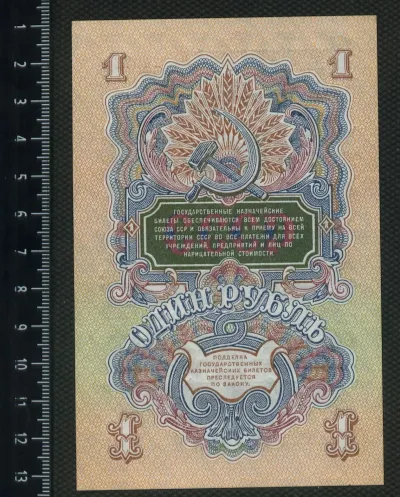 1 1
ГОСУДАРСТВЕННЫЕ КАЗНАЧЕЙСКИЕ
БИЛЕТЫ ОБЕСПЕЧИВАЮТСЯ ВСЕМ ДОСТОЯНИЕМ
СОЮЗА ССР И ОБЯЗАТЕЛЬНЫ К ПРИЕМУ НА ВСЕЙ
ТЕРРИТОРИИ СССР ВО ВСЕ ПЛАТЕЖИ ДЛЯ ВСЕХ
УЧРЕЖДЕНИЙ, ПРЕДПРИЯТИЙ И ЛИЦ ПО
НАРИЦАТЕЛЬНОЙ СТОИМОСТИ
1 1
ОДИН РУБЛЬ
ПОДДЕЛКА
ГОСУДАРСТВЕННЫХ
КАЗНАЧЕЙСКИХ БИЛЕТОВ
ПРЕСЛЕДУЕТСЯ
ПО ЗАКОНУ.
1 1
1
2
3
4
5
6
7
8
9
10
11
12
13